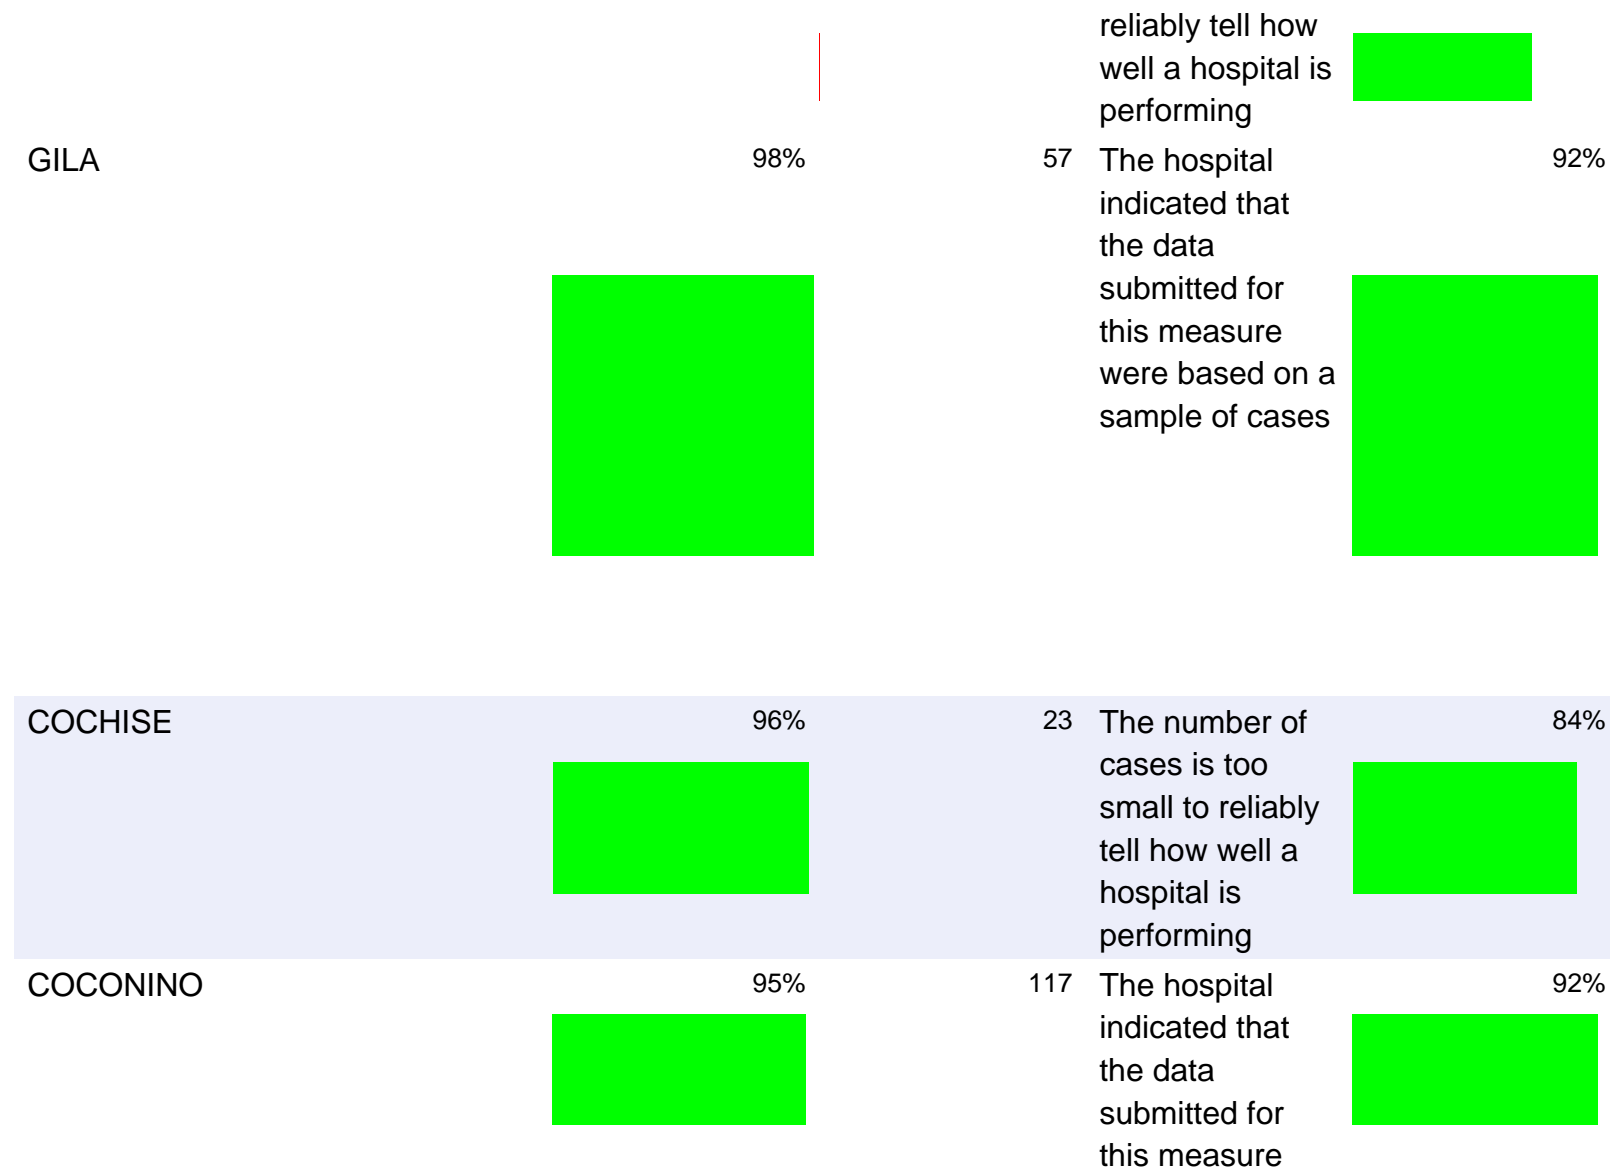 reliably tell how
well a hospital is
performing
GILA 98% 57 The hospital 92%
indicated that
the data
submitted for
this measure
were based on a
sample of cases
COCHISE 96% 23 The number of 84%
cases is too
small to reliably
tell how well a
hospital is
performing
COCONINO 95% 117 The hospital 92%
indicated that
the data
submitted for
this measure